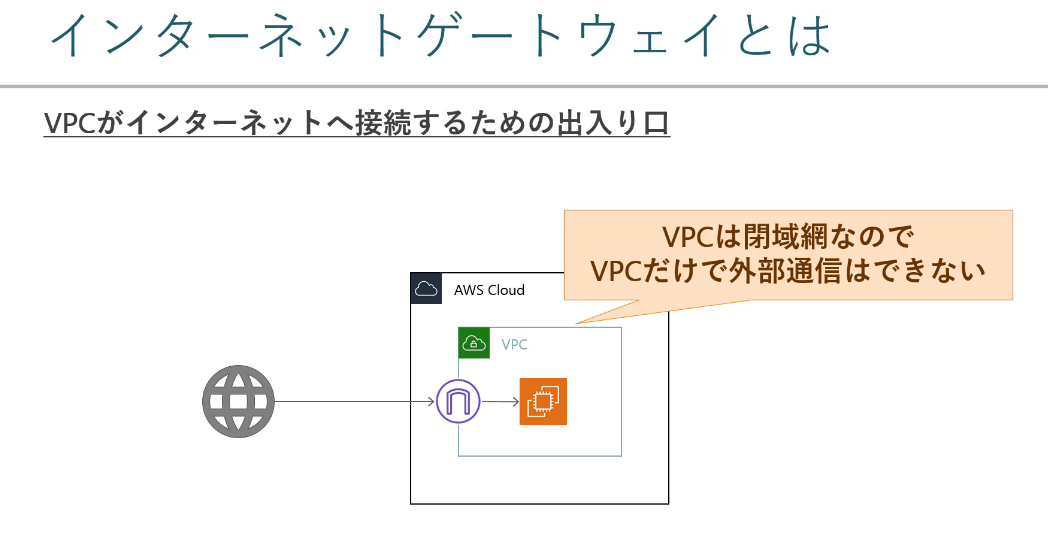 インターネットゲートウェイとは
VPCがインターネットへ接続するための出入り口
VPCは閉域網なので
VPCだけで外部通信はできない
AWS Cloud
VPC